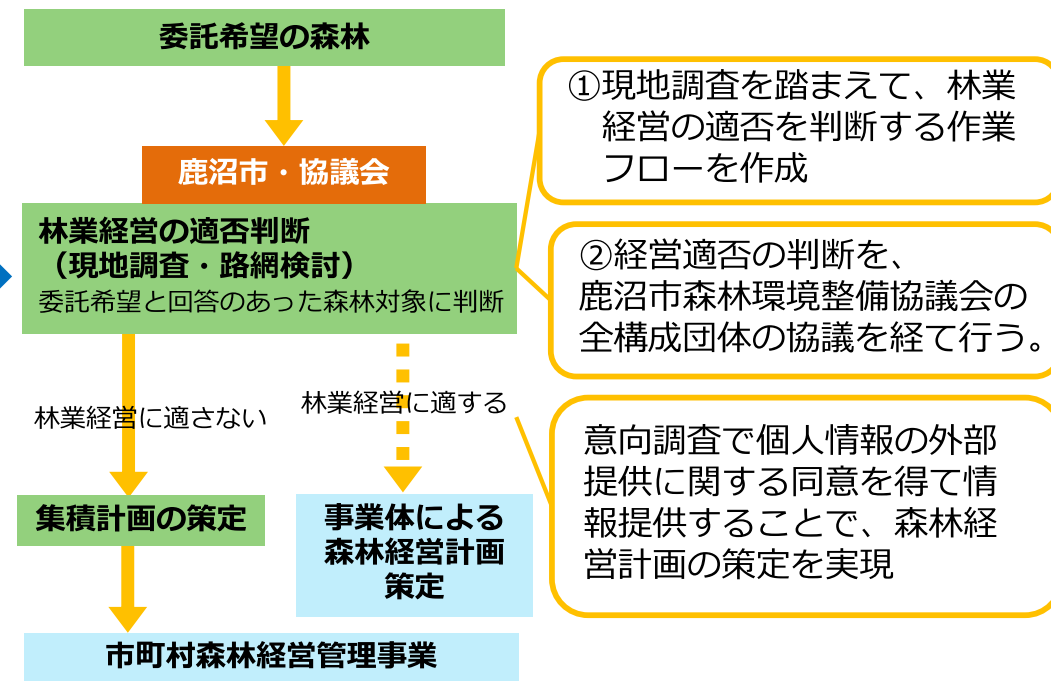 委託希望の森林
鹿沼市・協議会
林業経営の適否判断
（現地調査・路網検討）
委託希望と回答のあった森林対象に判断
林業経営に適さない
林業経営に適する
集積計画の策定
事業体による
森林経営計画
策定
市町村森林経営管理事業
①現地調査を踏まえて、林業
経営の適否を判断する作業
フローを作成
②経営適否の判断を、
鹿沼市森林環境整備協議会の
全構成団体の協議を経て行う。
意向調査で個人情報の外部
提供に関する同意を得て情
報提供することで、森林経
営計画の策定を実現